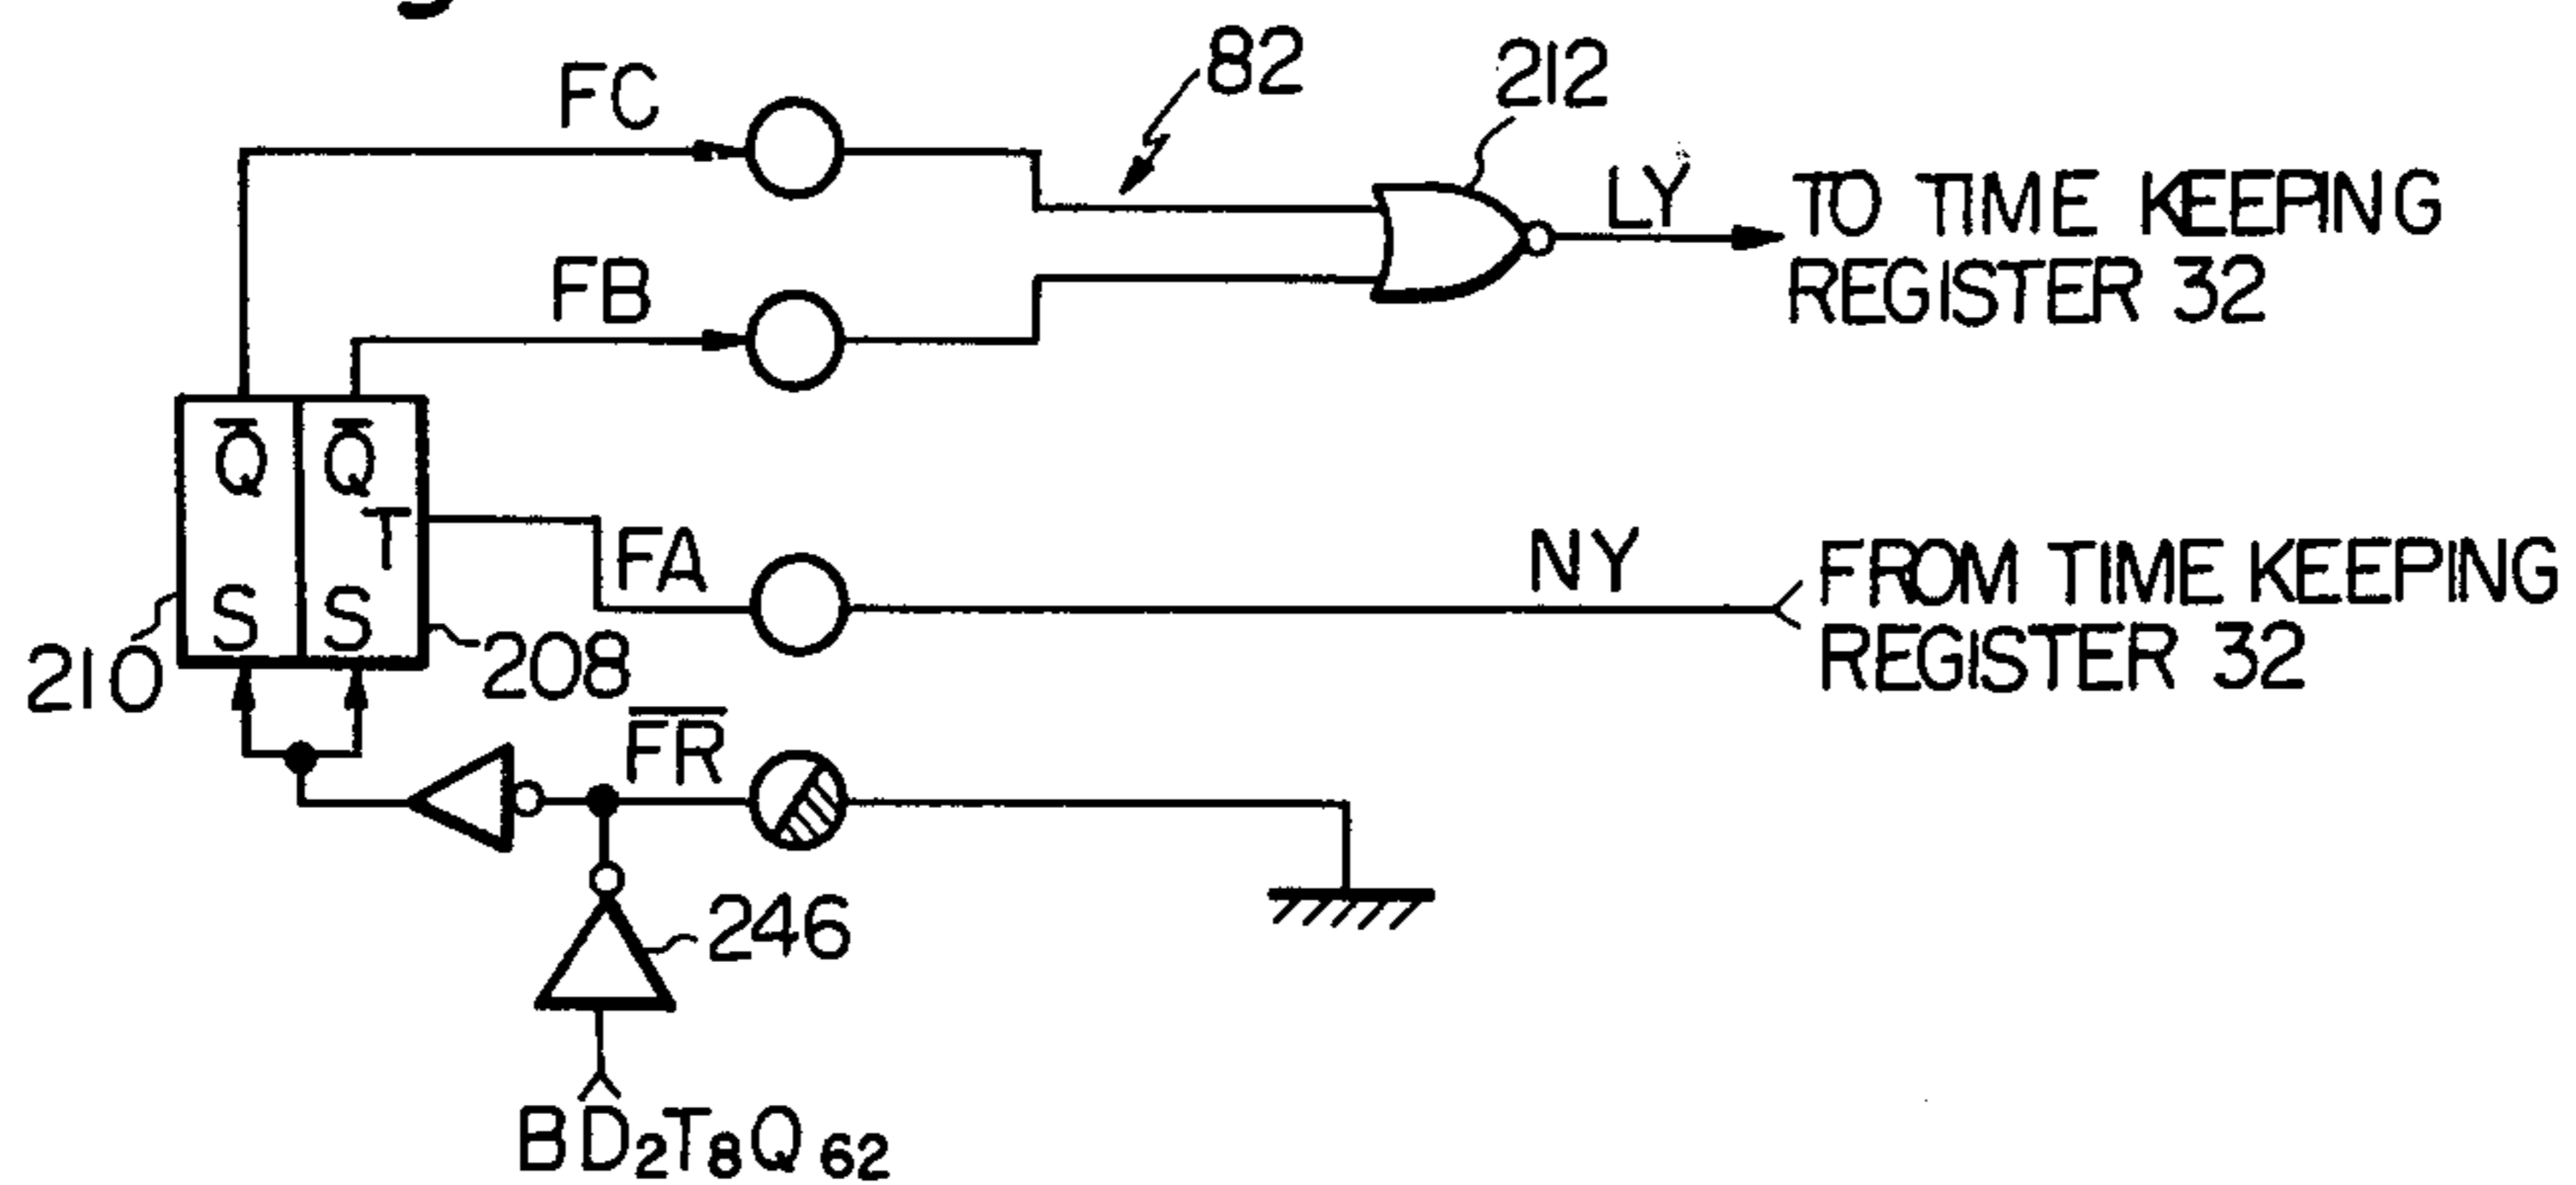 FC
82
212
LY
TO TIME KEEPING
REGISTER 32
FB
Q̅ Q̅
T
S S
FA
NY
FROM TIME KEEPING
REGISTER 32
210
208
F̅R̅
246
BD₂T₈Q₆₂